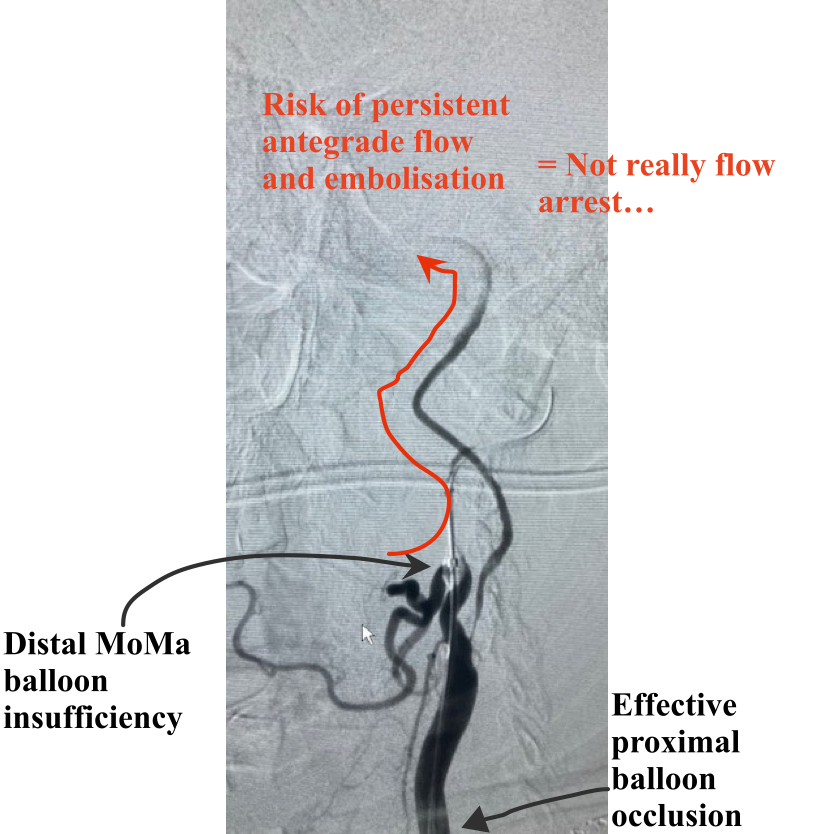 Risk of persistent
antegrade flow
and embolisation
= Not really flow
arrest…
Distal MoMa
balloon
insufficiency
Effective
proximal
balloon
occlusion